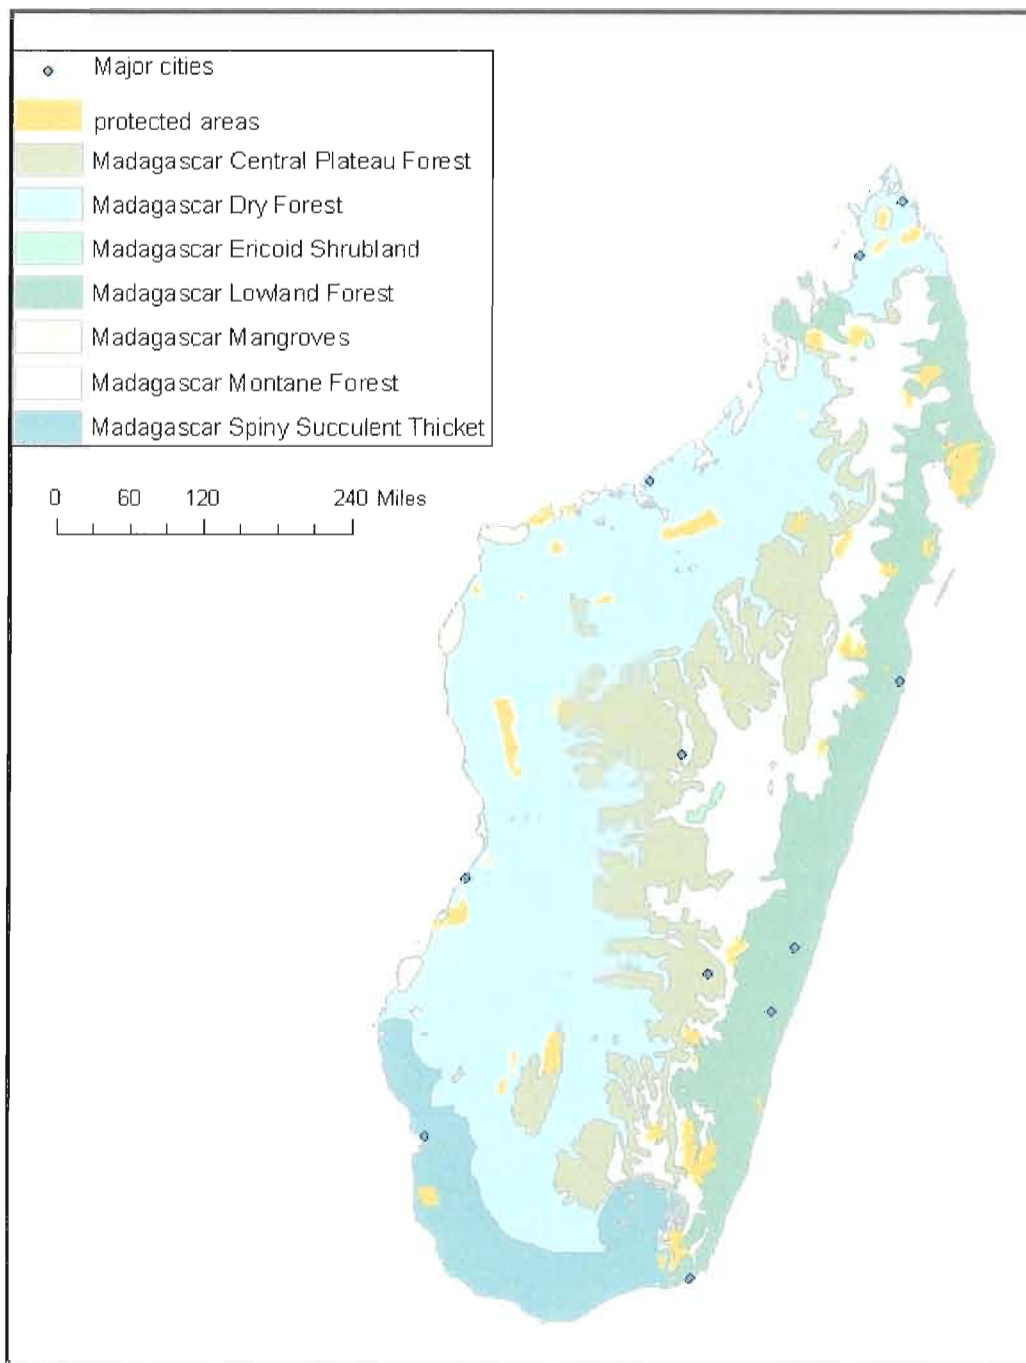 Major cities
protected areas
Madagascar Central Plateau Forest
Madagascar Dry Forest
Madagascar Ericoid Shrubland
Madagascar Lowland Forest
Madagascar Mangroves
Madagascar Montane Forest
Madagascar Spiny Succulent Thicket
0 60 120 240 Miles